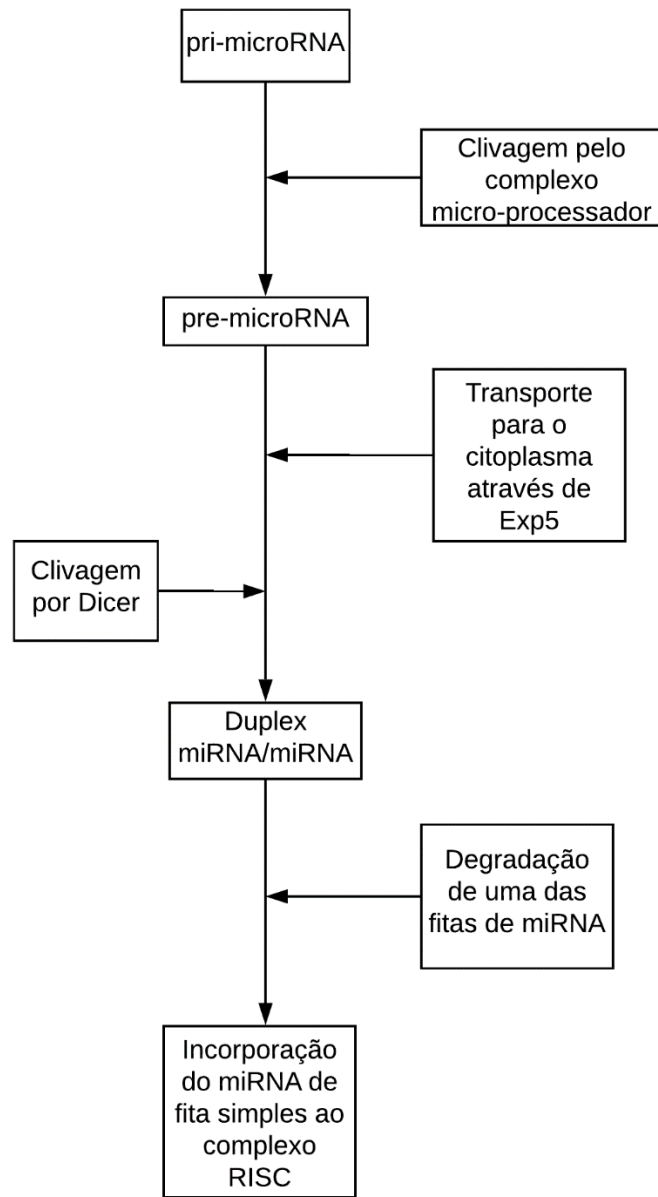 pri-microRNA
Clivagem pelo
complexo
micro-processador
pre-microRNA
Transporte
para o
citoplasma
através de
Exp5
Clivagem
por Dicer
Duplex
miRNA/miRNA
Degradação
de uma das
fitas de miRNA
Incorporação
do miRNA de
fita simples ao
complexo
RISC